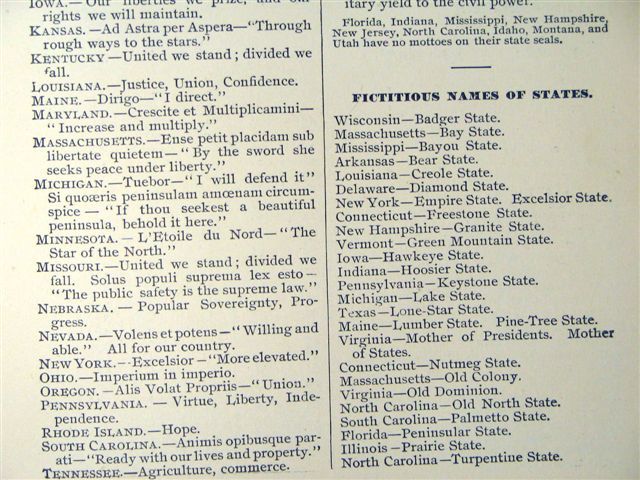 IOWA.—Our liberties we prize, and our
rights we will maintain.
KANSAS.—Ad Astra per Aspera—"Through
rough ways to the stars."
KENTUCKY—United we stand; divided we
fall.
LOUISIANA.—Justice, Union, Confidence.
MAINE.—Dirigo—"I direct."
MARYLAND.—Crescite et Multiplicamini—
"Increase and multiply."
MASSACHUSETTS.—Ense petit placidam sub
libertate quietem—"By the sword she
seeks peace under liberty."
MICHIGAN.—Tuebor—"I will defend it"
Si quoæris peninsulam amœnam circum-
spice — "If thou seekest a beautiful
peninsula, behold it here."
MINNESOTA. — L'Etoile du Nord—"The
Star of the North."
MISSOURI.—United we stand; divided we
fall. Solus populi suprema lex esto—
"The public safety is the supreme law."
NEBRASKA. — Popular Sovereignty, Pro-
gress.
NEVADA.—Volens et potens—"Willing and
able." All for our country.
NEW YORK.—Excelsior—"More elevated."
OHIO.—Imperium in imperio.
OREGON.—Alis Volat Propriis—"Union."
PENNSYLVANIA. — Virtue, Liberty, Inde-
pendence.
RHODE ISLAND.—Hope.
SOUTH CAROLINA.—Animis opibusque par-
ati—"Ready with our lives and property."
TENNESSEE.—Agriculture, commerce.
itary yield to the civil power.
Florida, Indiana, Mississippi, New Hampshire,
New Jersey, North Carolina, Idaho, Montana, and
Utah have no mottoes on their state seals.
FICTITIOUS NAMES OF STATES.
Wisconsin—Badger State.
Massachusetts—Bay State.
Mississippi—Bayou State.
Arkansas—Bear State.
Louisiana—Creole State.
Delaware—Diamond State.
New York—Empire State. Excelsior State.
Connecticut—Freestone State.
New Hampshire—Granite State.
Vermont—Green Mountain State.
Iowa—Hawkeye State.
Indiana—Hoosier State.
Pennsylvania—Keystone State.
Michigan—Lake State.
Texas—Lone-Star State.
Maine—Lumber State. Pine-Tree State.
Virginia—Mother of Presidents. Mother
of States.
Connecticut—Nutmeg State.
Massachusetts—Old Colony.
Virginia—Old Dominion.
North Carolina—Old North State.
South Carolina—Palmetto State.
Florida—Peninsular State.
Illinois—Prairie State.
North Carolina—Turpentine State.